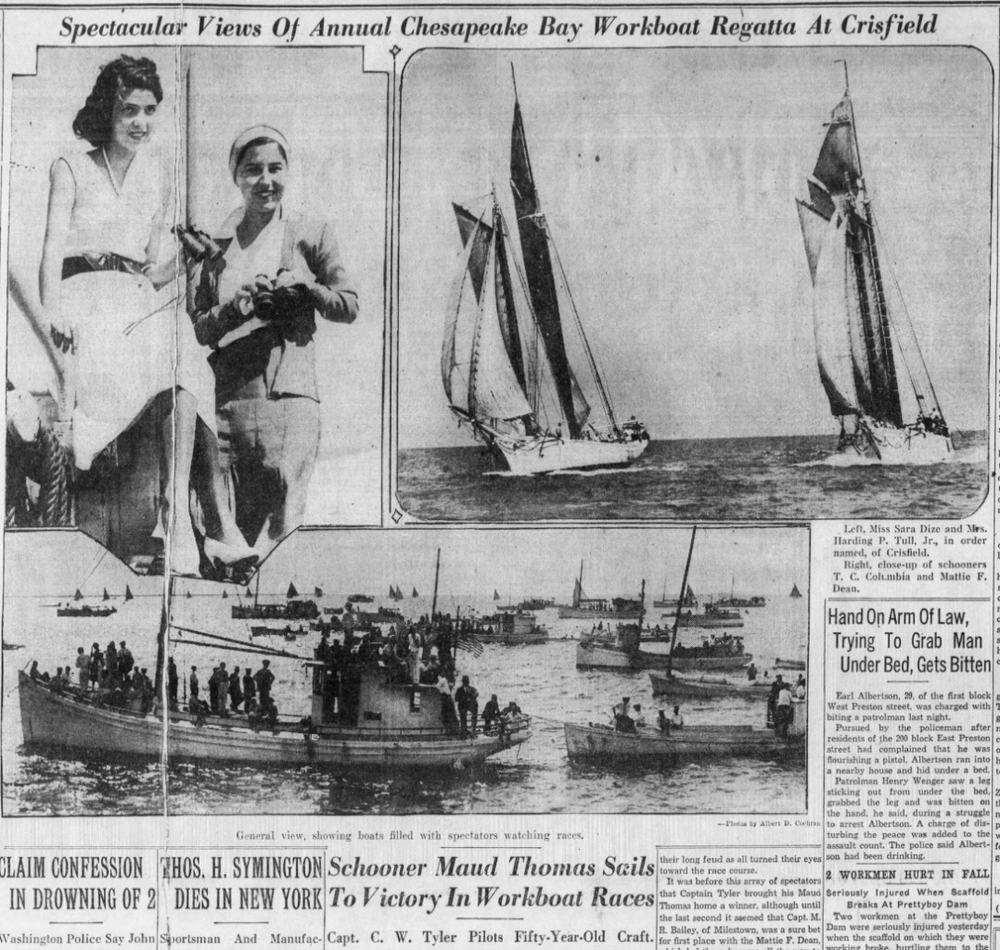 Spectacular Views Of Annual Chesapeake Bay Workboat Regatta At Crisfield
Left, Miss Sara Dize and Mrs.
Harding P. Tull, Jr., in order
named, of Crisfield.
Right, close-up of schooners
T. C. Columbia and Mattie F.
Dean.
—Photos by Albert D. Cochran
General view, showing boats filled with spectators watching races.
Hand On Arm Of Law,
Trying To Grab Man
Under Bed, Gets Bitten
Earl Albertson, 29, of the first block
West Preston street, was charged with
biting a patrolman last night.
Pursued by the policeman after
residents of the 200 block East Preston
street had complained that he was
flourishing a pistol, Albertson ran into
a nearby house and hid under a bed.
Patrolman Henry Wenger saw a leg
sticking out from under the bed,
grabbed the leg and was bitten on
the hand, he said, during a struggle
to arrest Albertson. A charge of dis-
turbing the peace was added to the
assault count. The police said Albert-
son had been drinking.
2 WORKMEN HURT IN FALL
Seriously Injured When Scaffold
Breaks At Prettyboy Dam
Two workmen at the Prettyboy
Dam were seriously injured yesterday
when the scaffold on which they were
working broke, hurtling them to the
CLAIM CONFESSION
IN DROWNING OF 2
Washington Police Say John
THOS. H. SYMINGTON
DIES IN NEW YORK
Sportsman And Manufac-
Schooner Maud Thomas Sails
To Victory In Workboat Races
Capt. C. W. Tyler Pilots Fifty-Year-Old Craft.
their long feud as all turned their eyes
toward the race course.
It was before this array of spectators
that Captain Tyler brought his Maud
Thomas home a winner, although until
the last second it seemed that Capt. M.
R. Bailey, of Milestown, was a sure bet
for first place with the Mattie F. Dean,